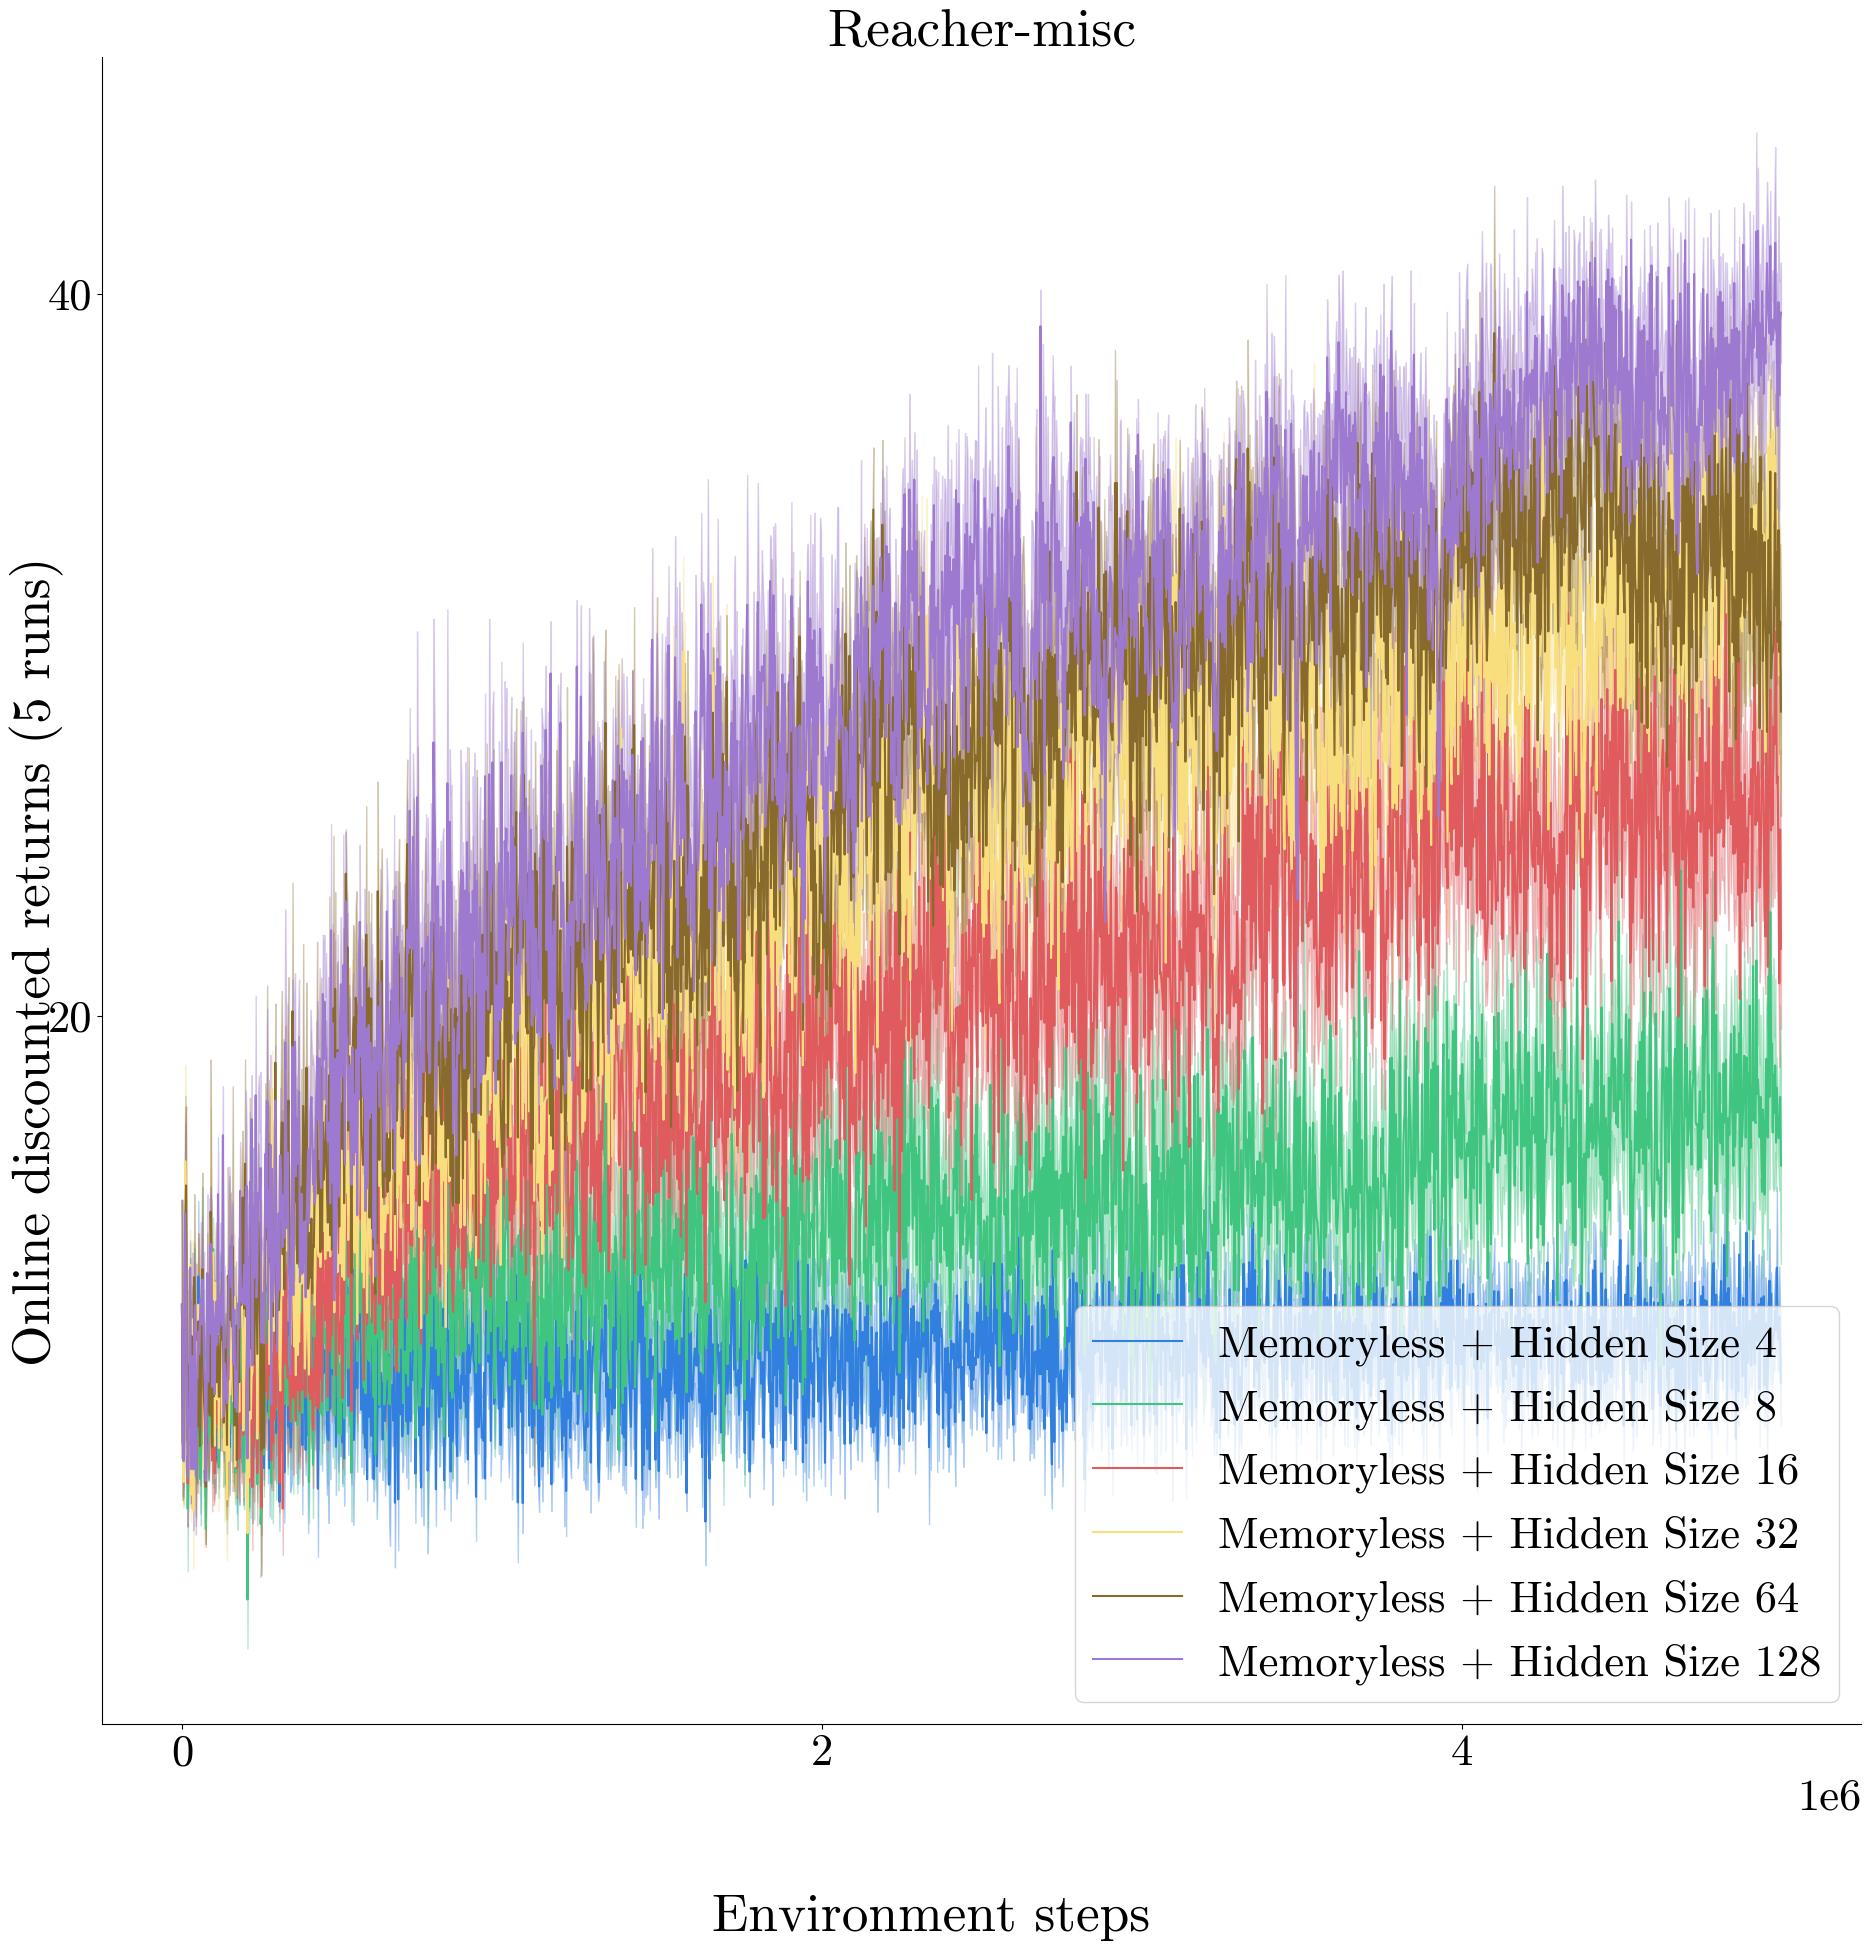 Reacher-misc
Online discounted returns (5 runs)
40
20
Memoryless + Hidden Size 4
Memoryless + Hidden Size 8
Memoryless + Hidden Size 16
Memoryless + Hidden Size 32
Memoryless + Hidden Size 64
Memoryless + Hidden Size 128
0 2 4
1e6
Environment steps